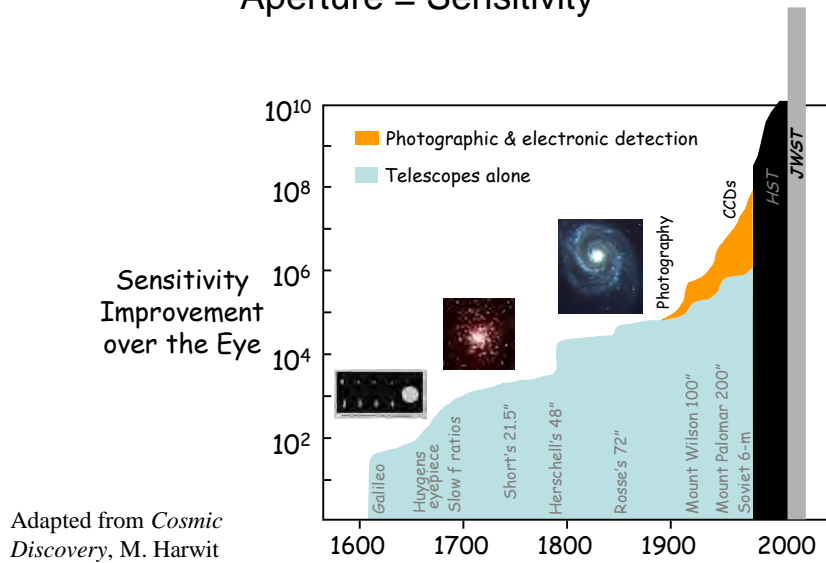 Aperture = Sensitivity
10¹⁰
10⁸
10⁶
10⁴
10²
Sensitivity
Improvement
over the Eye
Photographic & electronic detection
Telescopes alone
Photography
CCDs
HST
JWST
Galileo
Huygens
eyepiece
Slow f ratios
Short's 21.5"
Herschell's 48"
Rosse's 72"
Mount Wilson 100"
Mount Palomar 200"
Soviet 6-m
1600
1700
1800
1900
2000
Adapted from Cosmic
Discovery, M. Harwit